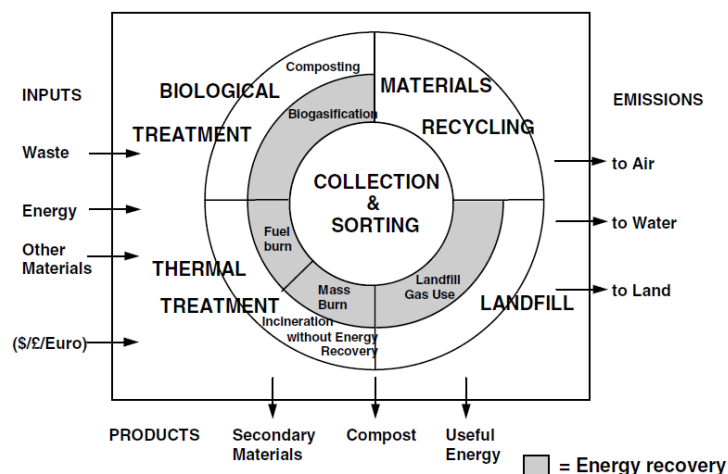 INPUTS
Waste
Energy
Other
Materials
($/£/Euro)
BIOLOGICAL
TREATMENT
Composting
Biogasification
MATERIALS
RECYCLING
COLLECTION
&
SORTING
THERMAL
TREATMENT
Fuel
burn
Mass
Burn
Incineration
without Energy
Recovery
Landfill
Gas Use
LANDFILL
EMISSIONS
to Air
to Water
to Land
PRODUCTS
Secondary
Materials
Compost
Useful
Energy
= Energy recovery